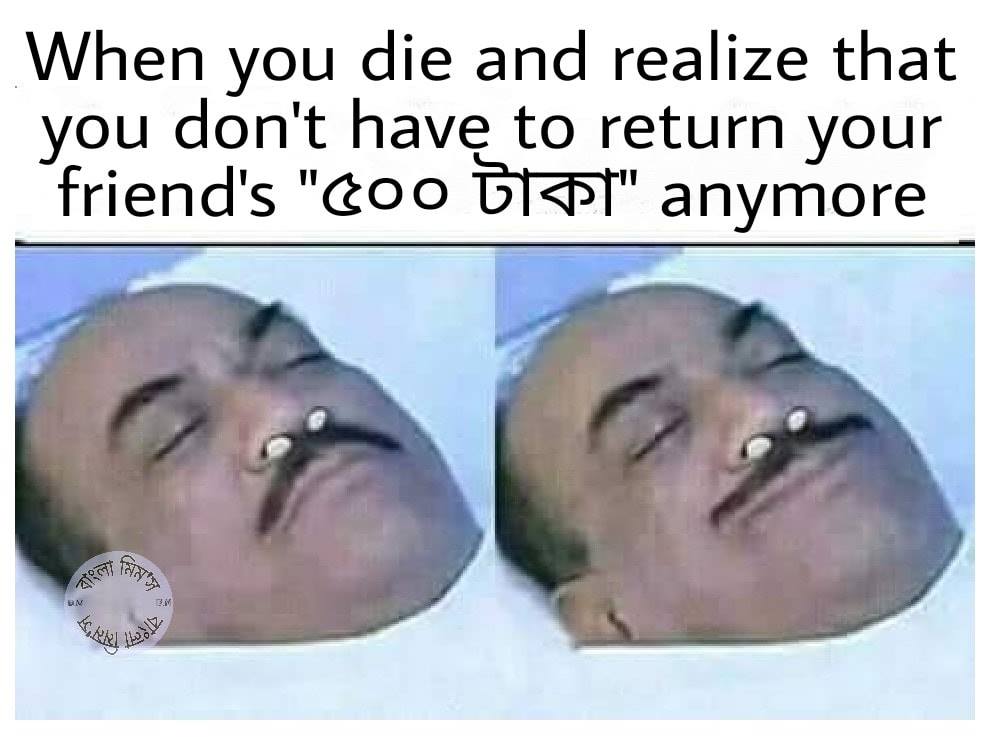 When you die and realize that
you don't have to return your
friend's "৫০০ টাকা" anymore
বাংলা মিম'স
B.M
B.M
বাংলা মিম'স